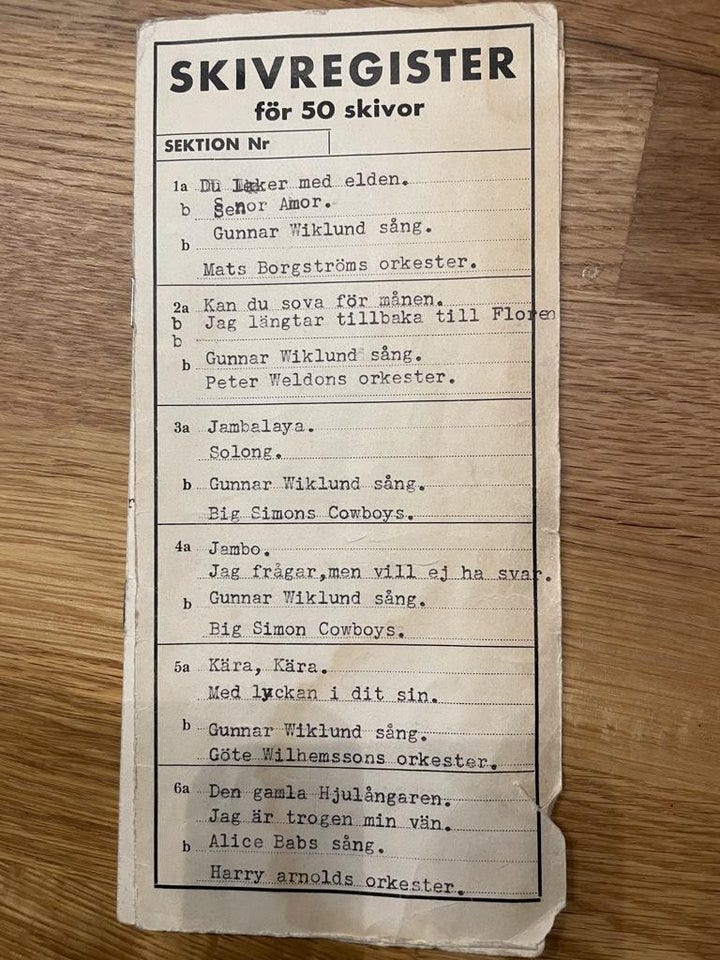 SKIVREGISTER
för 50 skivor
SEKTION Nr
1a Du leker med elden.
b Senor Amor.
Gunnar Wiklund sång.
b
Mats Borgströms orkester.
2a Kan du sova för månen.
b Jag längtar tillbaka till Floren
b
b Gunnar Wiklund sång.
Peter Weldons orkester.
3a Jambalaya.
Solong.
b Gunnar Wiklund sång.
Big Simons Cowboys.
4a Jambo.
Jag frågar,men vill ej ha svar.
b Gunnar Wiklund sång.
Big Simon Cowboys.
5a Kära, Kära.
Med lyckan i dit sin.
b Gunnar Wiklund sång.
Göte Wilhemssons orkester.
6a Den gamla Hjulångaren.
Jag är trogen min vän.
b Alice Babs sång.
Harry arnolds orkester.